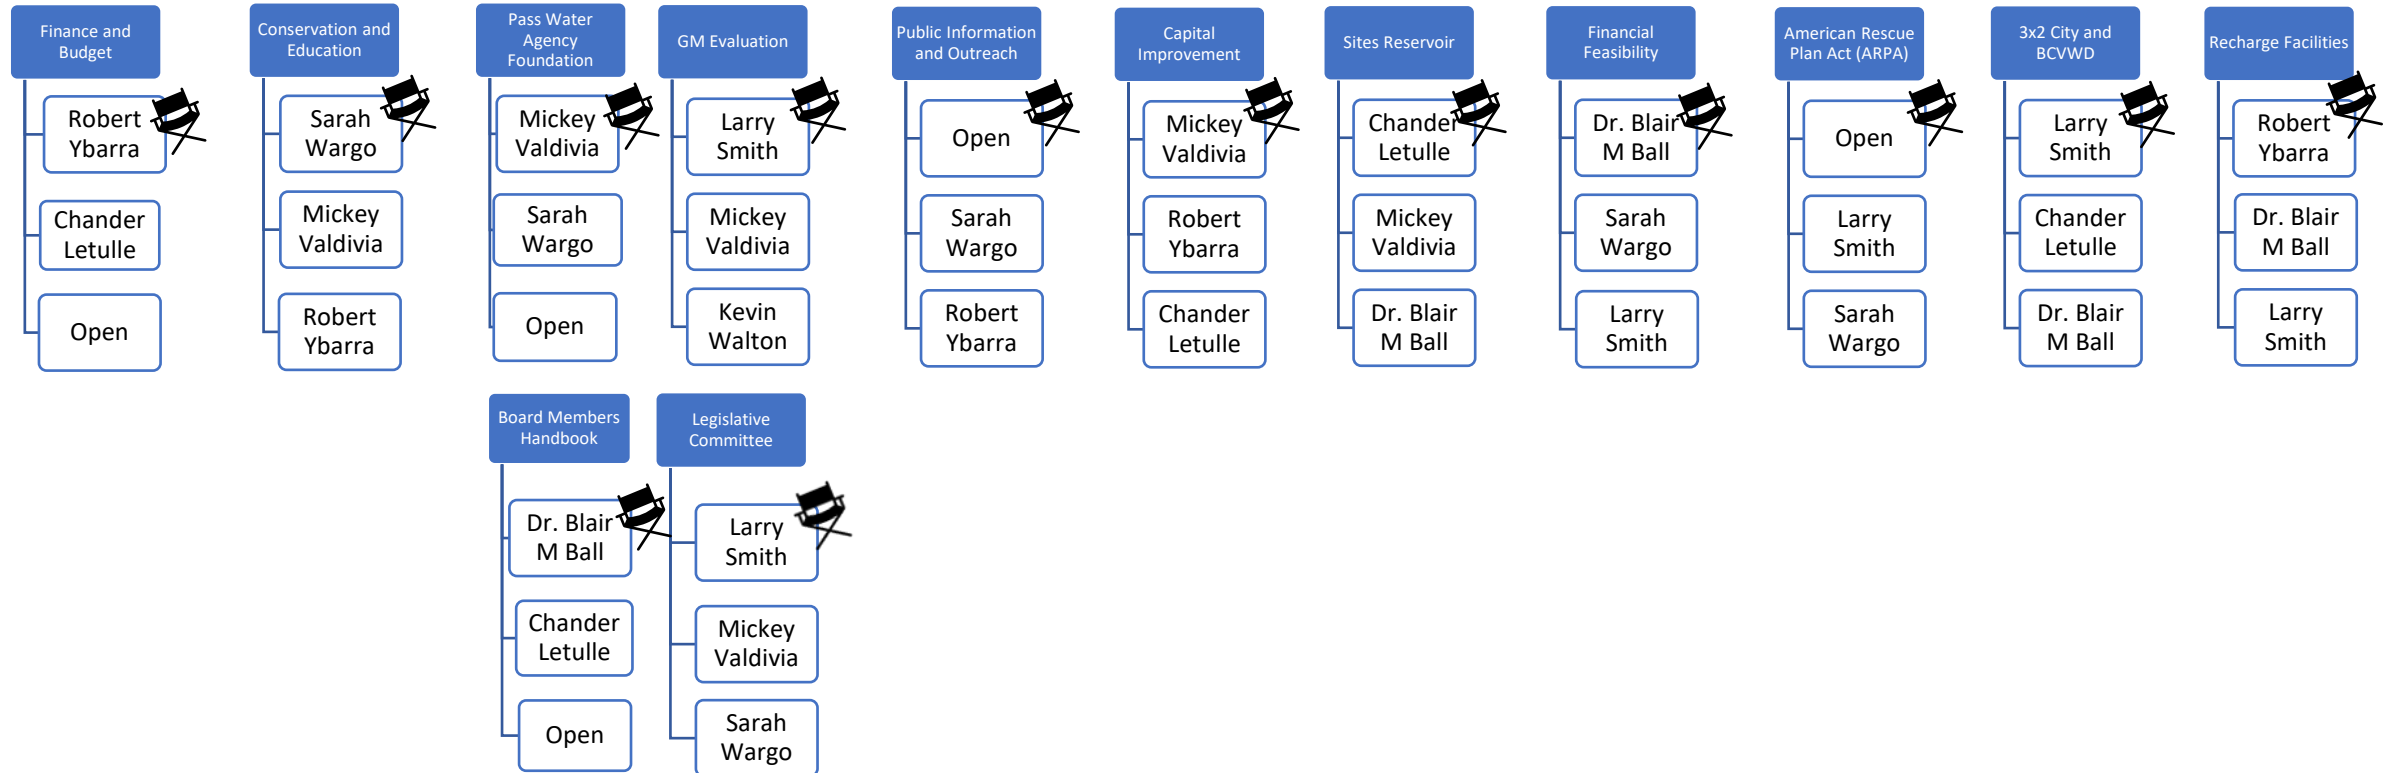 Finance and
Budget
Robert
Ybarra
Chander
Letulle
Open
Conservation and
Education
Sarah
Wargo
Mickey
Valdivia
Robert
Ybarra
Pass Water
Agency
Foundation
Mickey
Valdivia
Sarah
Wargo
Open
GM Evaluation
Larry
Smith
Mickey
Valdivia
Kevin
Walton
Public Information
and Outreach
Open
Sarah
Wargo
Robert
Ybarra
Capital
Improvement
Mickey
Valdivia
Robert
Ybarra
Chander
Letulle
Sites Reservoir
Chander
Letulle
Mickey
Valdivia
Dr. Blair
M Ball
Financial
Feasibility
Dr. Blair
M Ball
Sarah
Wargo
Larry
Smith
American Rescue
Plan Act (ARPA)
Open
Larry
Smith
Sarah
Wargo
3x2 City and
BCVWD
Larry
Smith
Chander
Letulle
Dr. Blair
M Ball
Recharge Facilities
Robert
Ybarra
Dr. Blair
M Ball
Larry
Smith
Board Members
Handbook
Dr. Blair
M Ball
Chander
Letulle
Open
Legislative
Committee
Larry
Smith
Mickey
Valdivia
Sarah
Wargo